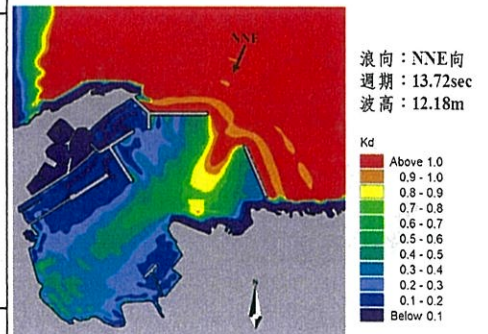 NNE
浪向：NNE向
週期：13.72sec
波高：12.18m
Kd
Above 1.0
0.9 - 1.0
0.8 - 0.9
0.7 - 0.8
0.6 - 0.7
0.5 - 0.6
0.4 - 0.5
0.3 - 0.4
0.2 - 0.3
0.1 - 0.2
Below 0.1